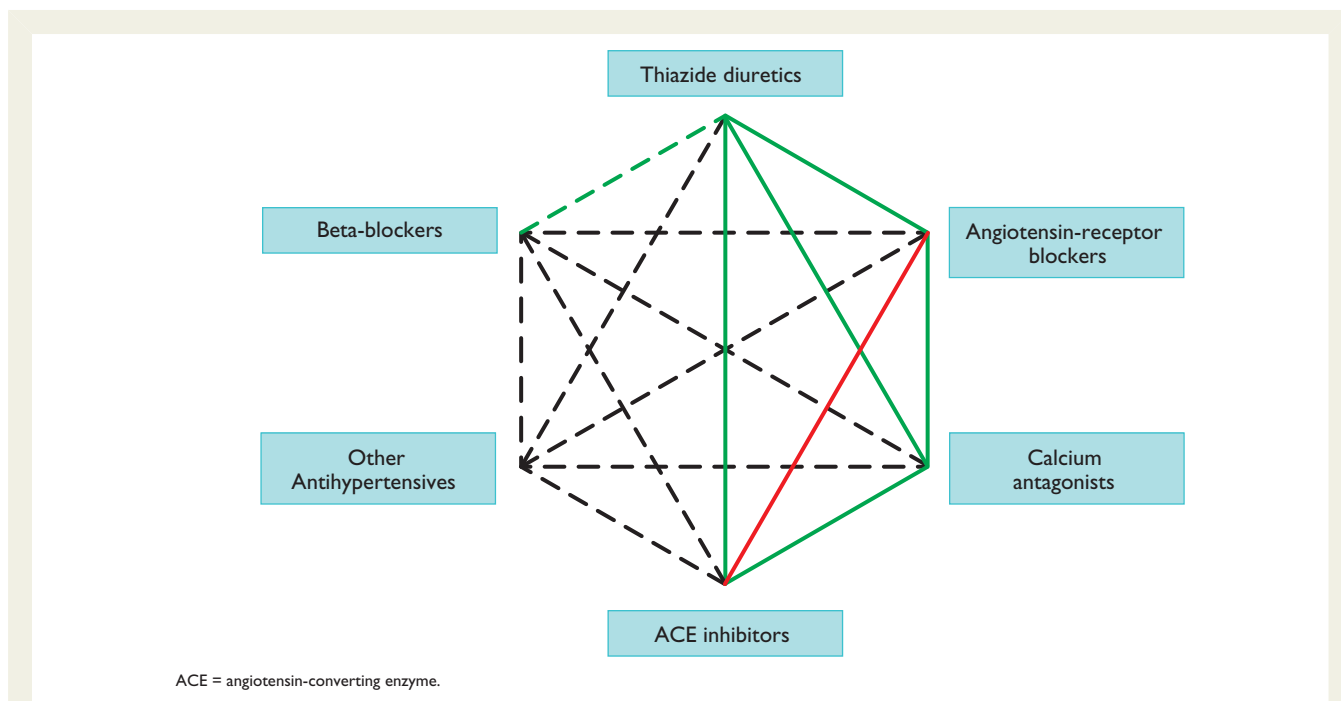 Thiazide diuretics
Beta-blockers
Angiotensin-receptor
blockers
Other
Antihypertensives
Calcium
antagonists
ACE inhibitors
ACE = angiotensin-converting enzyme.